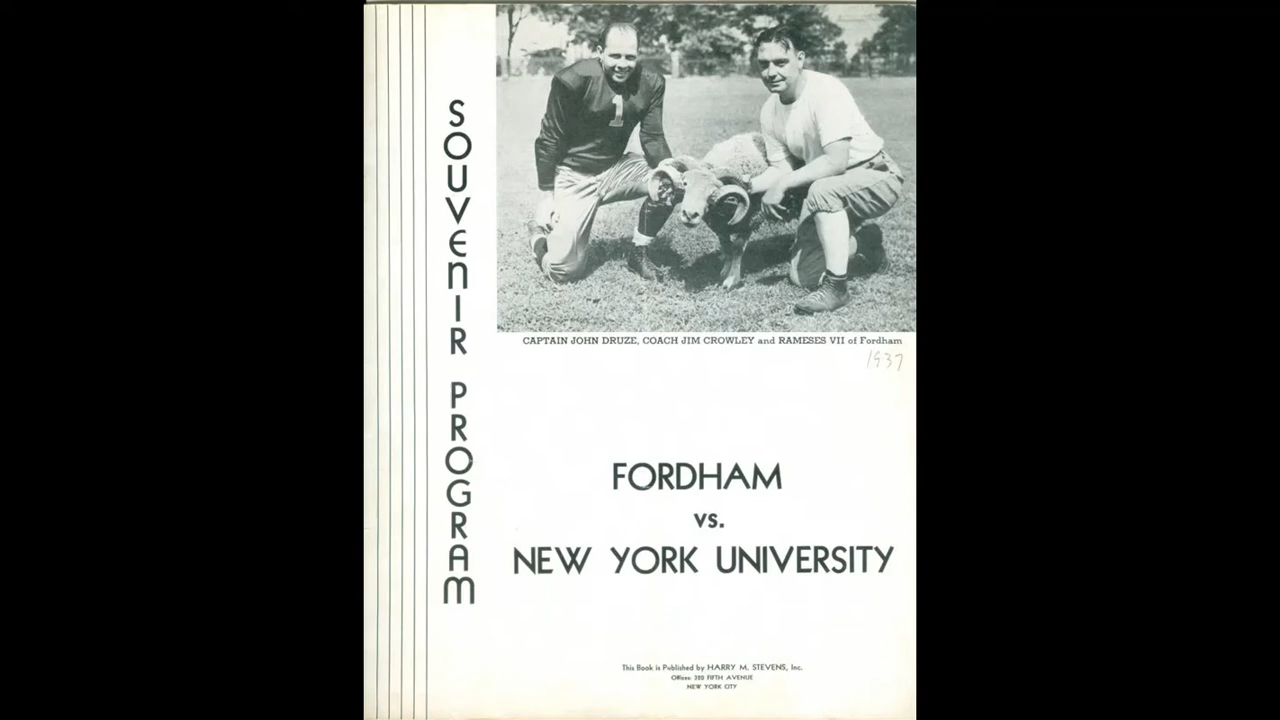 SOUVENIR PROGRAM
1
CAPTAIN JOHN DRUZE, COACH JIM CROWLEY and RAMESES VII of Fordham
1937
FORDHAM
vs.
NEW YORK UNIVERSITY
This Book is Published by HARRY M. STEVENS, Inc.
Offices: 320 FIFTH AVENUE
NEW YORK CITY